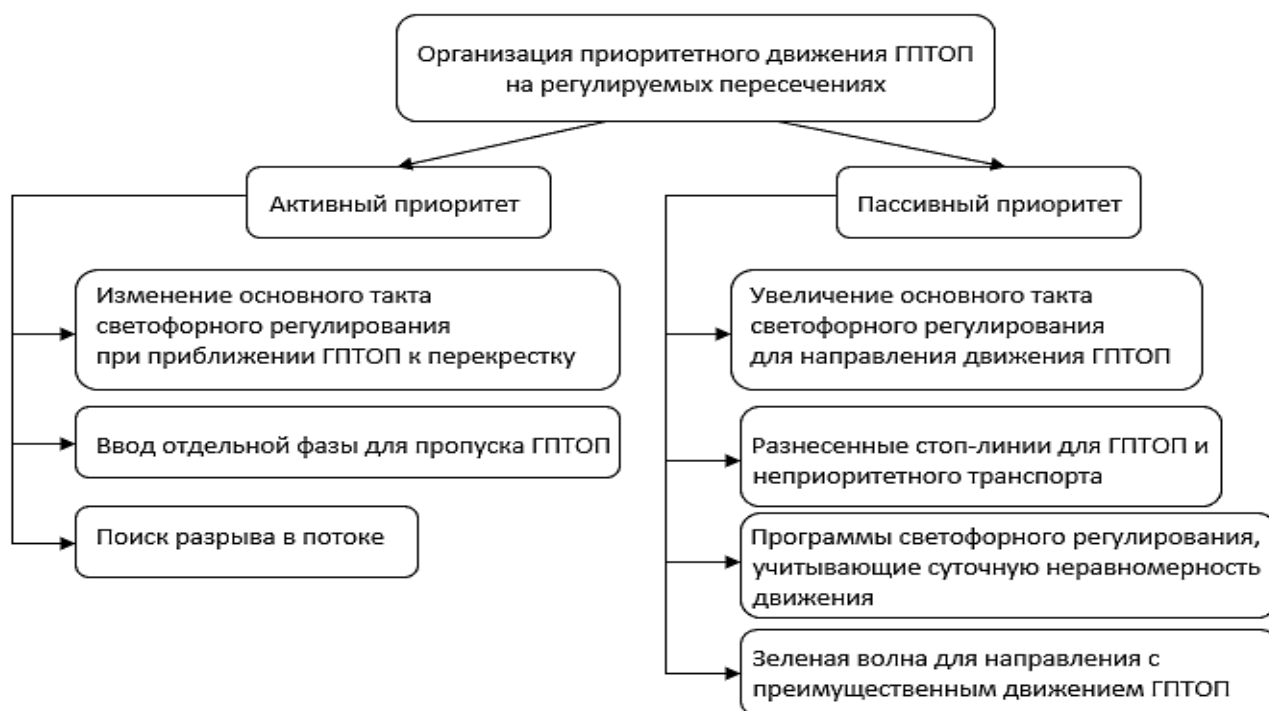 Организация приоритетного движения ГПТОП
на регулируемых пересечениях
Активный приоритет
Изменение основного такта
светофорного регулирования
при приближении ГПТОП к перекрестку
Ввод отдельной фазы для пропуска ГПТОП
Поиск разрыва в потоке
Пассивный приоритет
Увеличение основного такта
светофорного регулирования
для направления движения ГПТОП
Разнесенные стоп-линии для ГПТОП и
неприоритетного транспорта
Программы светофорного регулирования,
учитывающие суточную неравномерность
движения
Зеленая волна для направления с
преимущественным движением ГПТОП